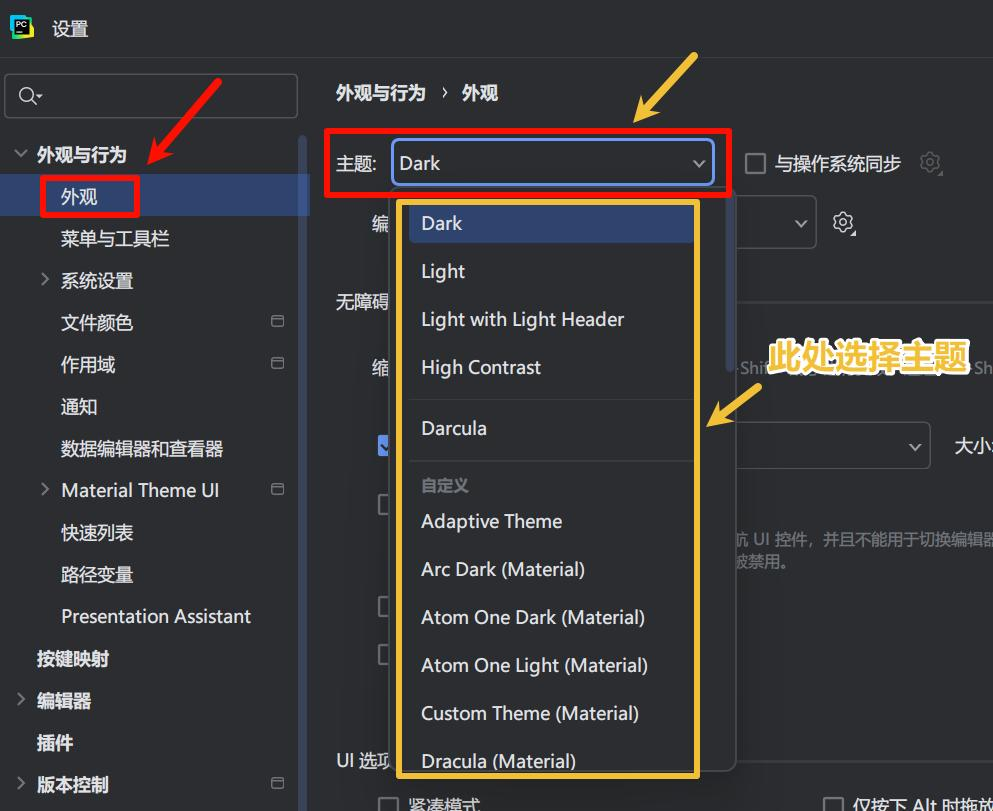 PC
设置
外观与行为 › 外观
外观与行为
外观
菜单与工具栏
系统设置
文件颜色
作用域
通知
数据编辑器和查看器
Material Theme UI
快速列表
路径变量
Presentation Assistant
按键映射
编辑器
插件
版本控制
主题: Dark
与操作系统同步
编
无障碍
缩
Dark
Light
Light with Light Header
High Contrast
Darcula
自定义
Adaptive Theme
Arc Dark (Material)
Atom One Dark (Material)
Atom One Light (Material)
Custom Theme (Material)
Dracula (Material)
此处选择主题
大小
UI 控件，并且不能用于切换编辑器
被禁用。
UI 选项
紧凑模式
仅按下 Alt 时拖放